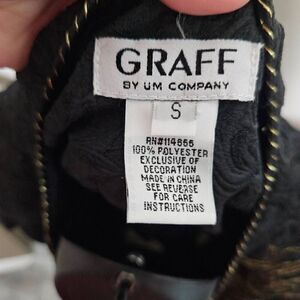 GRAFF
BY UM COMPANY
S
RN#114866
100% POLYESTER
EXCLUSIVE OF
DECORATION
MADE IN CHINA
SEE REVERSE
FOR CARE
INSTRUCTIONS